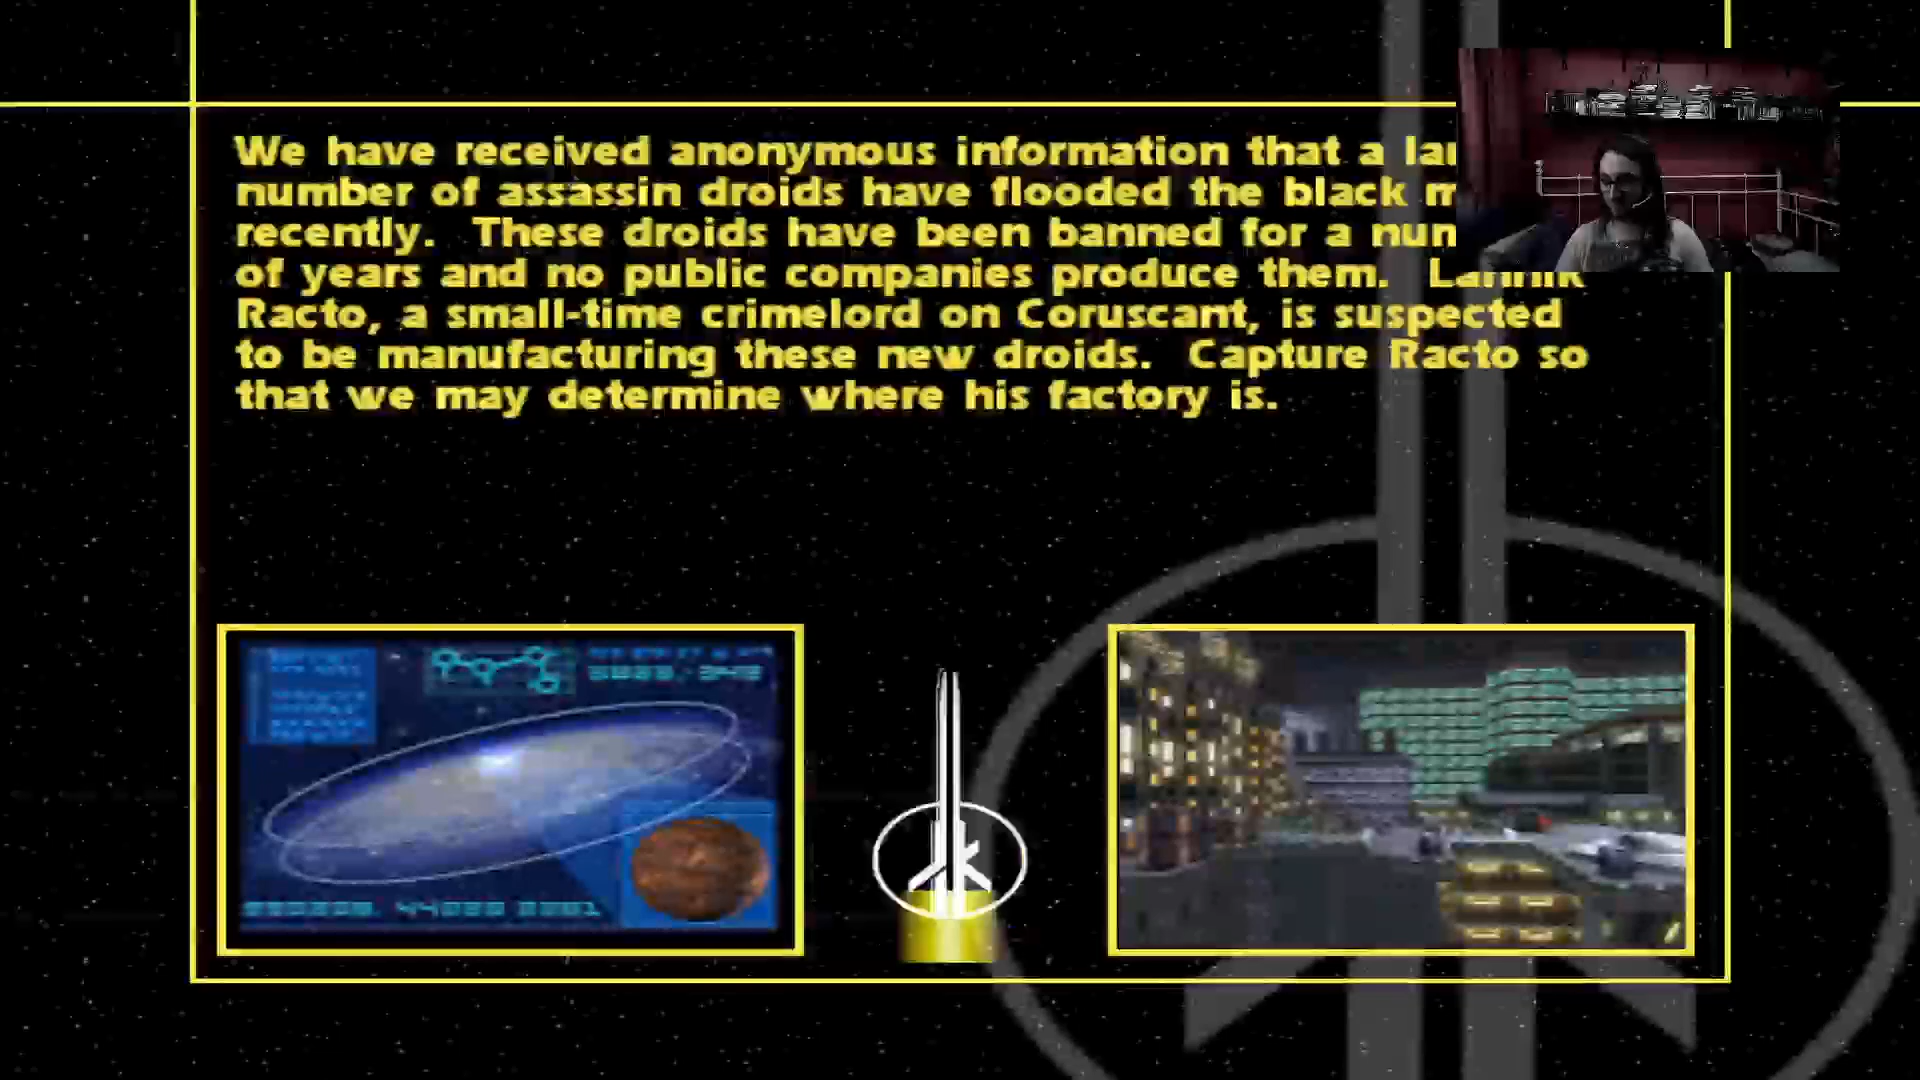 We have received anonymous information that a
number of assassin droids have flooded the black
recently. These droids have been banned for a
of years and no public companies produce them. Lannik
Racto, a small-time crimelord on Coruscant, is suspected
to be manufacturing these new droids. Capture Racto so
that we may determine where his factory is.